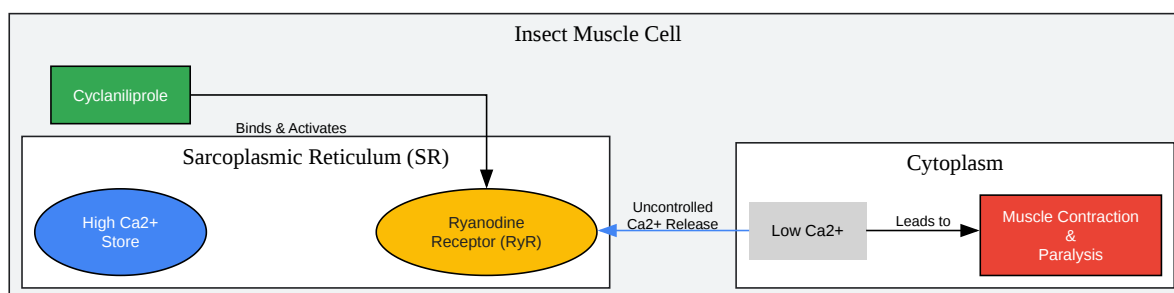 Insect Muscle Cell
Cyclaniliprole
Binds & Activates
Sarcoplasmic Reticulum (SR)
Cytoplasm
High Ca2+
Store
Ryanodine
Receptor (RyR)
Uncontrolled
Ca2+ Release
Low Ca2+
Leads to
Muscle Contraction
&
Paralysis